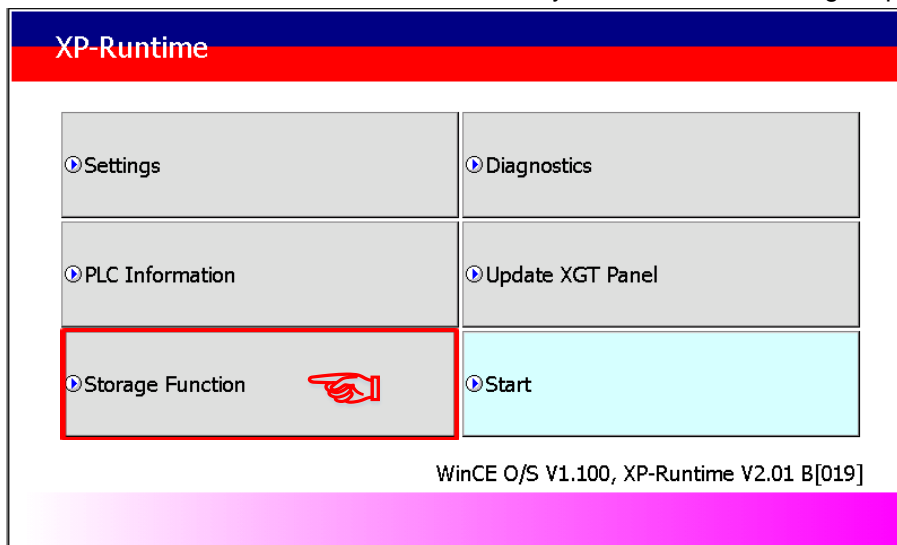 XP-Runtime
Settings
Diagnostics
PLC Information
Update XGT Panel
Storage Function
Start
WinCE O/S V1.100, XP-Runtime V2.01 B[019]